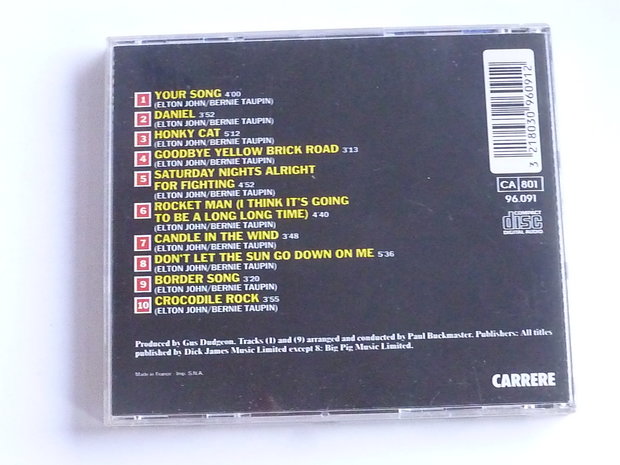 1 YOUR SONG 4'00
(ELTON JOHN/BERNIE TAUPIN)
2 DANIEL 3'52
(ELTON JOHN/BERNIE TAUPIN)
3 HONKY CAT 5'12
(ELTON JOHN/BERNIE TAUPIN)
4 GOODBYE YELLOW BRICK ROAD 3'13
(ELTON JOHN/BERNIE TAUPIN)
5 SATURDAY NIGHTS ALRIGHT
FOR FIGHTING 4'52
(ELTON JOHN/BERNIE TAUPIN)
6 ROCKET MAN (I THINK IT'S GOING
TO BE A LONG LONG TIME) 4'40
(ELTON JOHN/BERNIE TAUPIN)
7 CANDLE IN THE WIND 3'48
(ELTON JOHN/BERNIE TAUPIN)
8 DON'T LET THE SUN GO DOWN ON ME 5'36
(ELTON JOHN/BERNIE TAUPIN)
9 BORDER SONG 3'20
(ELTON JOHN/BERNIE TAUPIN)
10 CROCODILE ROCK 3'55
(ELTON JOHN/BERNIE TAUPIN)
3 218030 960912
CA 801
96.091
COMPACT
disc
DIGITAL AUDIO
Produced by Gus Dudgeon. Tracks (1) and (9) arranged and conducted by Paul Buckmaster. Publishers: All titles
published by Dick James Music Limited except 8: Big Pig Music Limited.
Made in France Imp. S.N.A.
CARRERE